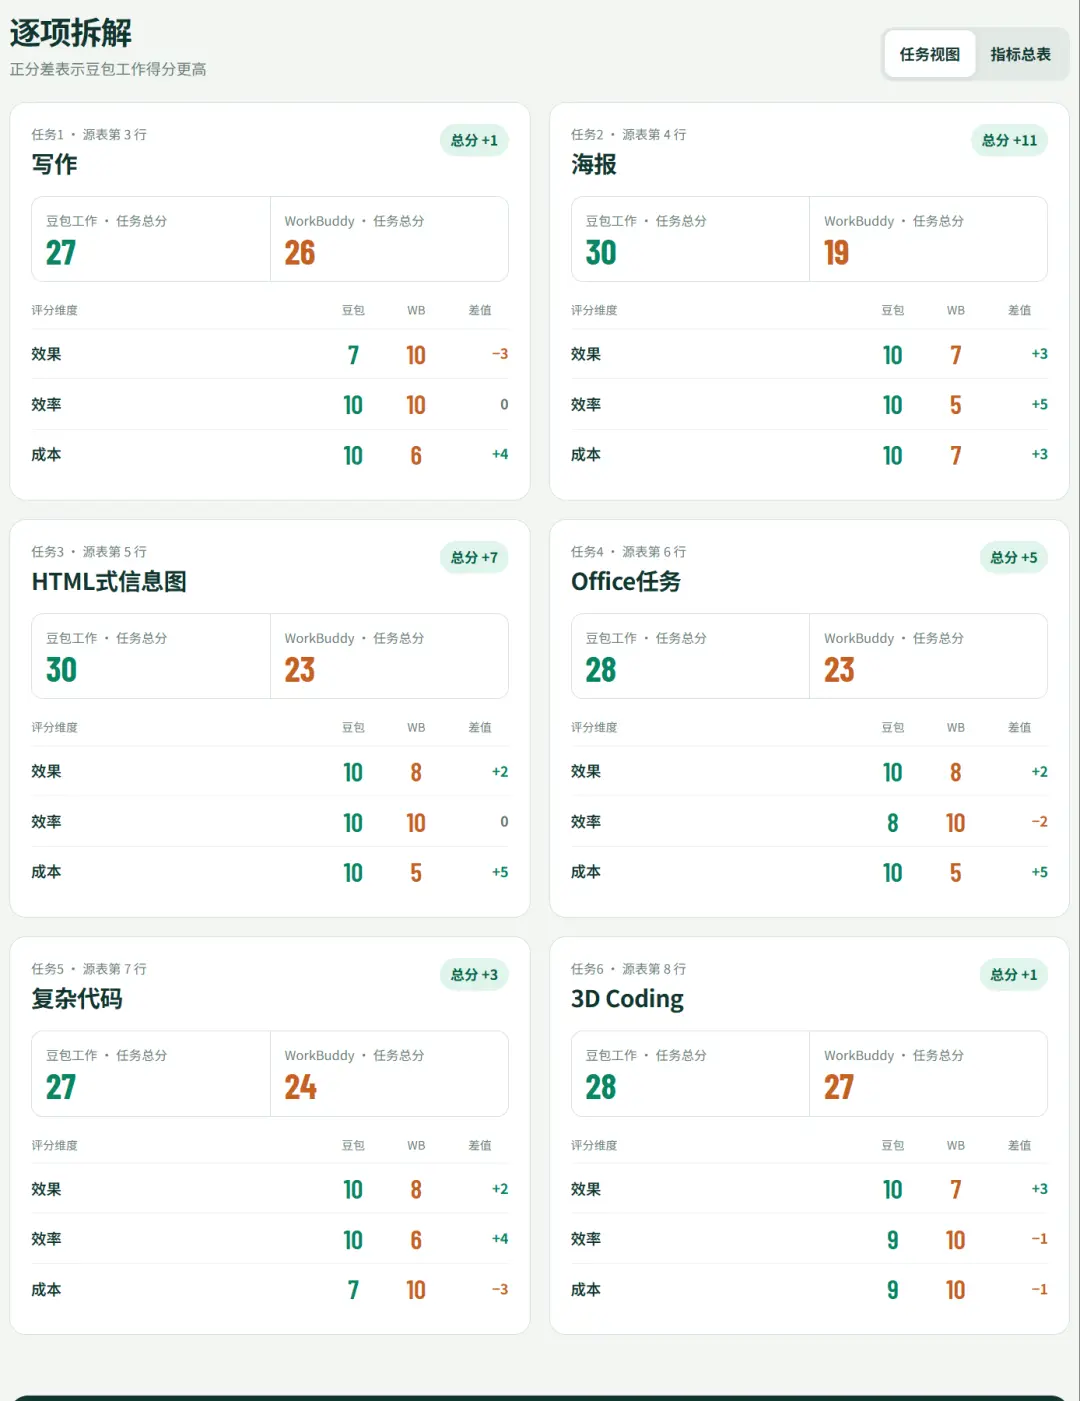 逐项拆解
正分差表示豆包工作得分更高
任务视图 指标总表
任务1 · 源表第 3 行
写作
总分 +1
豆包工作 · 任务总分 WorkBuddy · 任务总分
27 26
评分维度 豆包 WB 差值
效果 7 10 −3
效率 10 10 0
成本 10 6 +4
任务2 · 源表第 4 行
海报
总分 +11
豆包工作 · 任务总分 WorkBuddy · 任务总分
30 19
评分维度 豆包 WB 差值
效果 10 7 +3
效率 10 5 +5
成本 10 7 +3
任务3 · 源表第 5 行
HTML式信息图
总分 +7
豆包工作 · 任务总分 WorkBuddy · 任务总分
30 23
评分维度 豆包 WB 差值
效果 10 8 +2
效率 10 10 0
成本 10 5 +5
任务4 · 源表第 6 行
Office任务
总分 +5
豆包工作 · 任务总分 WorkBuddy · 任务总分
28 23
评分维度 豆包 WB 差值
效果 10 8 +2
效率 8 10 −2
成本 10 5 +5
任务5 · 源表第 7 行
复杂代码
总分 +3
豆包工作 · 任务总分 WorkBuddy · 任务总分
27 24
评分维度 豆包 WB 差值
效果 10 8 +2
效率 10 6 +4
成本 7 10 −3
任务6 · 源表第 8 行
3D Coding
总分 +1
豆包工作 · 任务总分 WorkBuddy · 任务总分
28 27
评分维度 豆包 WB 差值
效果 10 7 +3
效率 9 10 −1
成本 9 10 −1